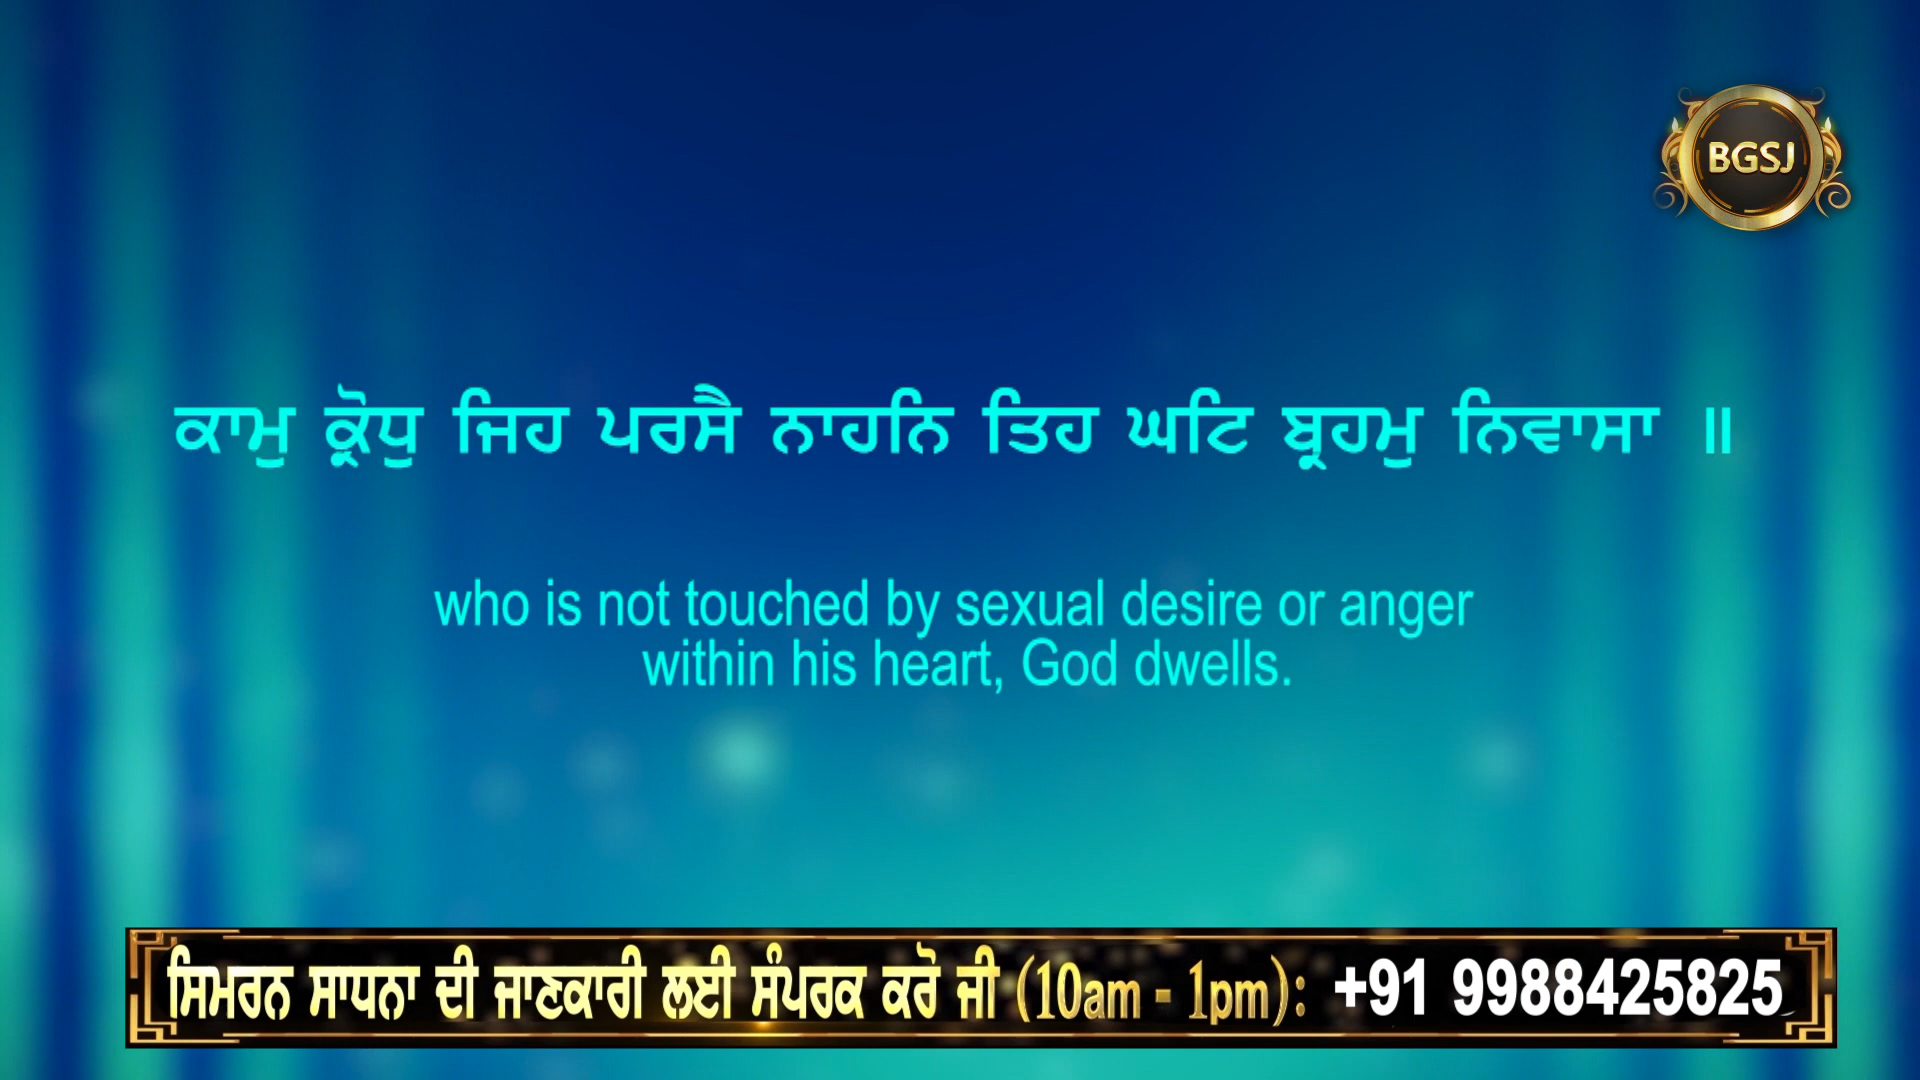 BGSJ
ਕਾਮੁ ਕ੍ਰੋਧੁ ਜਿਹ ਪਰਸੈ ਨਾਹਨਿ ਤਿਹ ਘਟਿ ਬ੍ਰਹਮੁ ਨਿਵਾਸਾ ॥
who is not touched by sexual desire or anger
within his heart, God dwells.
ਸਿਮਰਨ ਸਾਧਨਾ ਦੀ ਜਾਣਕਾਰੀ ਲਈ ਸੰਪਰਕ ਕਰੋ ਜੀ (10am - 1pm): +91 9988425825